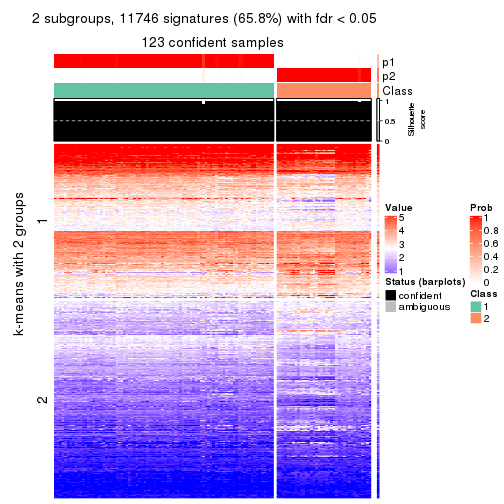 2 subgroups, 11746 signatures (65.8%) with fdr < 0.05
123 confident samples
p1
p2
Class
1
0.5
0
Silhouette
score
k-means with 2 groups
1
2
Value
5
4
3
2
1
Status (barplots)
confident
ambiguous
Prob
1
0.8
0.6
0.4
0.2
0
Class
1
2